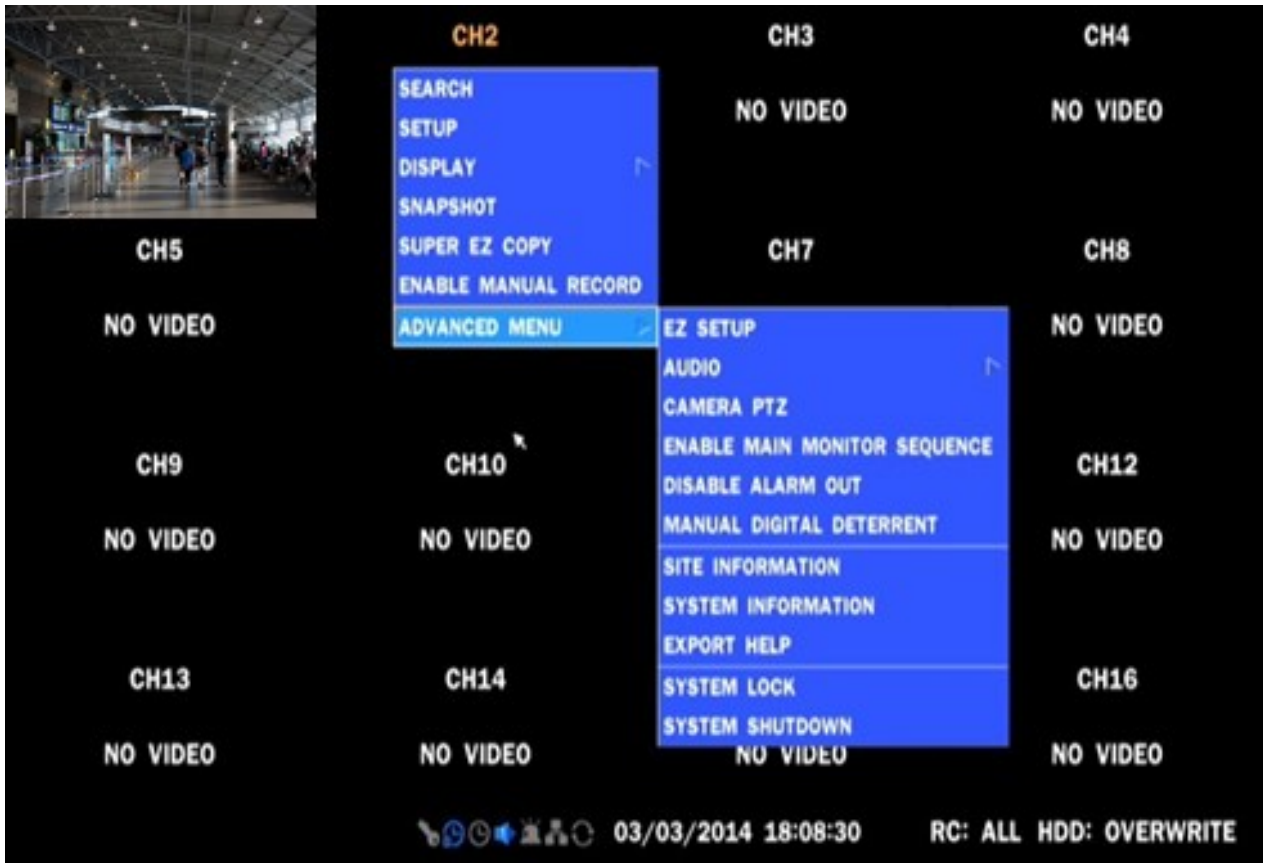 CH2
CH3
CH4
SEARCH
SETUP
DISPLAY
SNAPSHOT
SUPER EZ COPY
ENABLE MANUAL RECORD
ADVANCED MENU
NO VIDEO
NO VIDEO
CH5
CH7
CH8
NO VIDEO
NO VIDEO
EZ SETUP
AUDIO
CAMERA PTZ
ENABLE MAIN MONITOR SEQUENCE
DISABLE ALARM OUT
MANUAL DIGITAL DETERRENT
SITE INFORMATION
SYSTEM INFORMATION
EXPORT HELP
SYSTEM LOCK
SYSTEM SHUTDOWN
CH9
CH10
CH12
NO VIDEO
NO VIDEO
NO VIDEO
CH13
CH14
CH16
NO VIDEO
NO VIDEO
NO VIDEO
NO VIDEO
03/03/2014 18:08:30
RC: ALL HDD: OVERWRITE